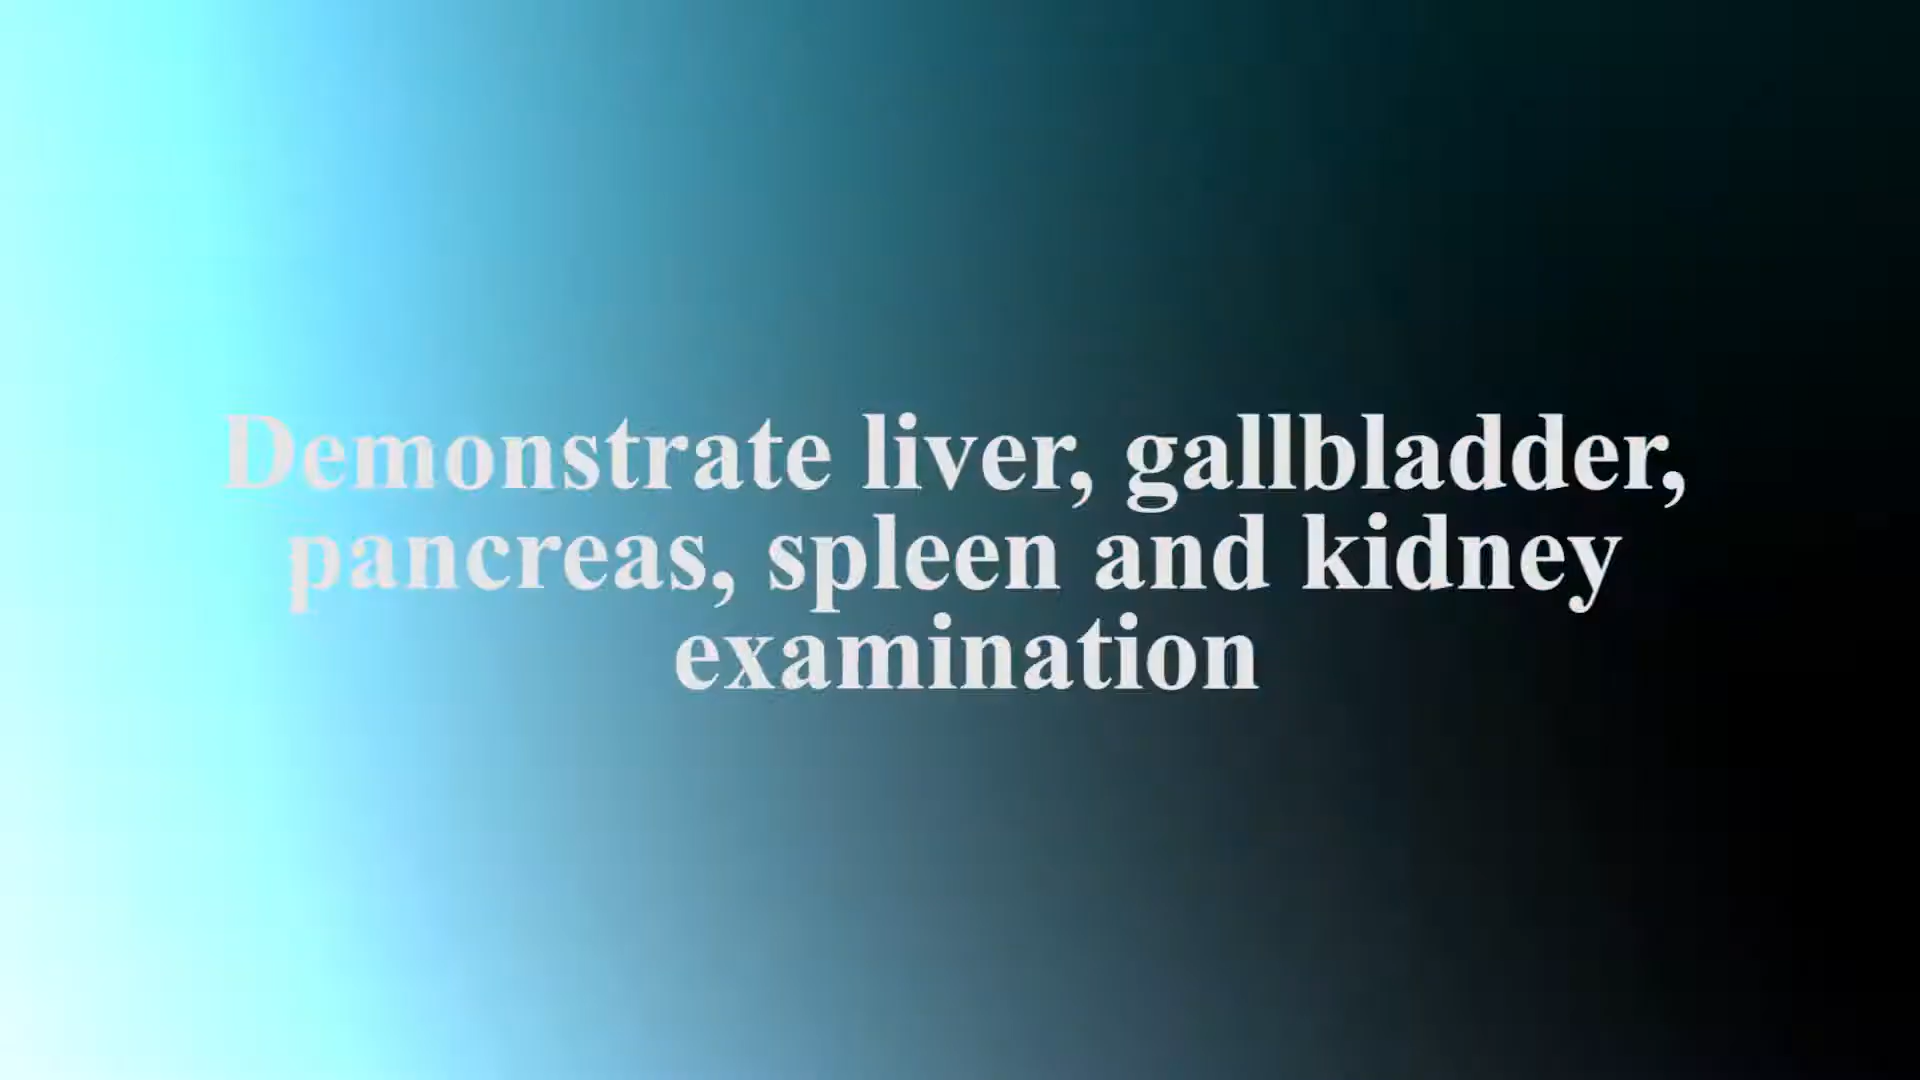 Demonstrate liver, gallbladder,
pancreas, spleen and kidney
examination